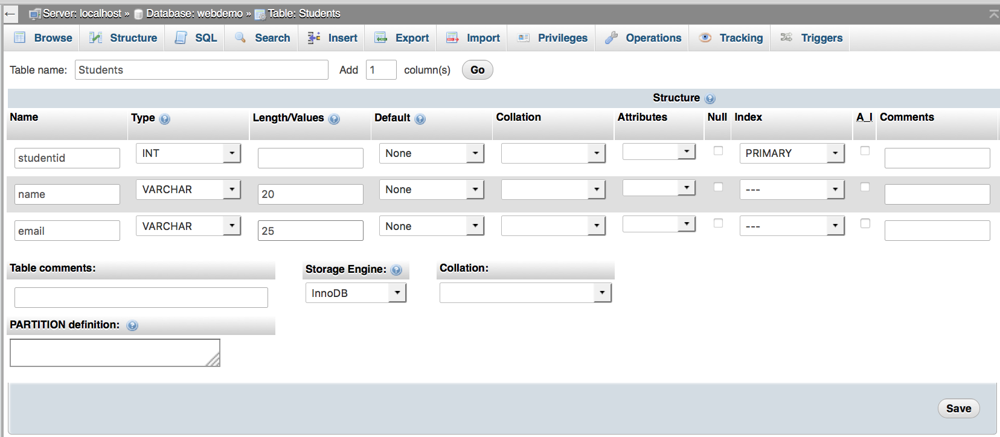 Server: localhost » Database: webdemo » Table: Students
Browse Structure SQL Search Insert Export Import Privileges Operations Tracking Triggers
Table name: Students Add 1 column(s) Go
Structure
Name Type Length/Values Default Collation Attributes Null Index A_I Comments
studentid INT None PRIMARY
name VARCHAR 20 None ---
email VARCHAR 25 None ---
Table comments: Storage Engine: Collation:
InnoDB
PARTITION definition:
Save